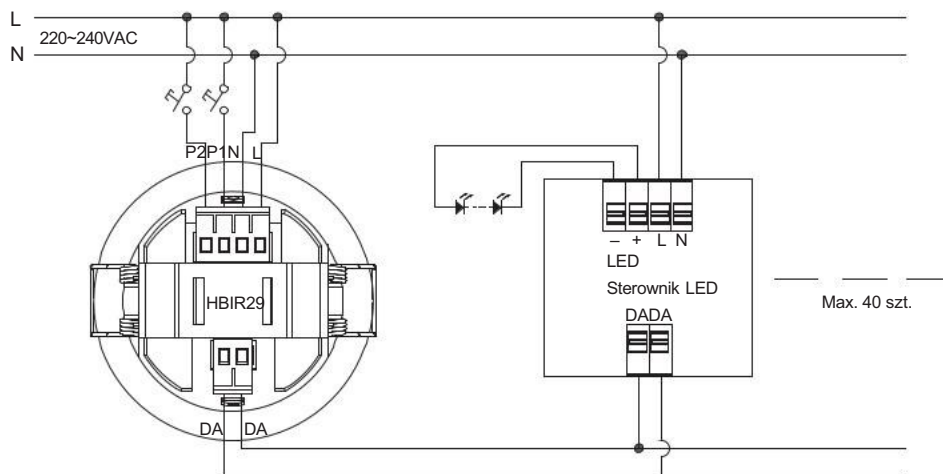 L
220~240VAC
N
P2P1N L
HBIR29
DA DA
– + L N
LED
Sterownik LED
DADA
Max. 40 szt.